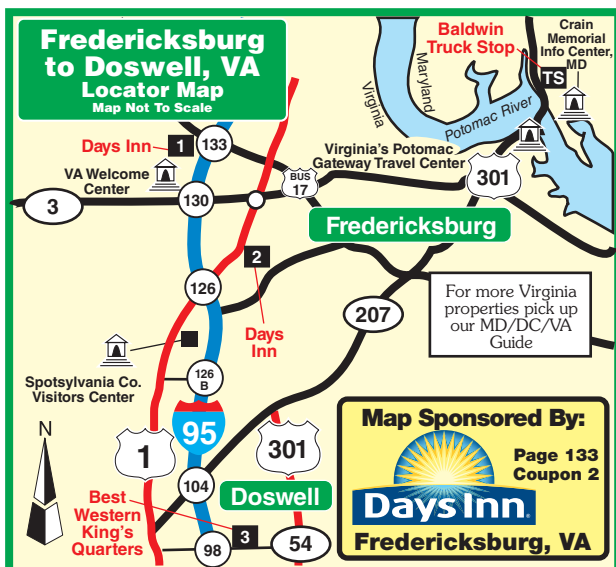 Fredericksburg
to Doswell, VA
Locator Map
Map Not To Scale
Baldwin
Truck Stop
Crain
Memorial
Info Center,
MD
TS
Maryland
Virginia
Potomac River
Days Inn
1
133
VA Welcome
Center
BUS
17
Virginia's Potomac
Gateway Travel Center
301
3
130
Fredericksburg
2
126
Days
Inn
207
For more Virginia
properties pick up
our MD/DC/VA
Guide
Spotsylvania Co.
Visitors Center
126
B
N
1
95
301
104
Doswell
Best
Western
King's
Quarters
3
98
54
Map Sponsored By:
Page 133
Coupon 2
Days Inn®
Fredericksburg, VA